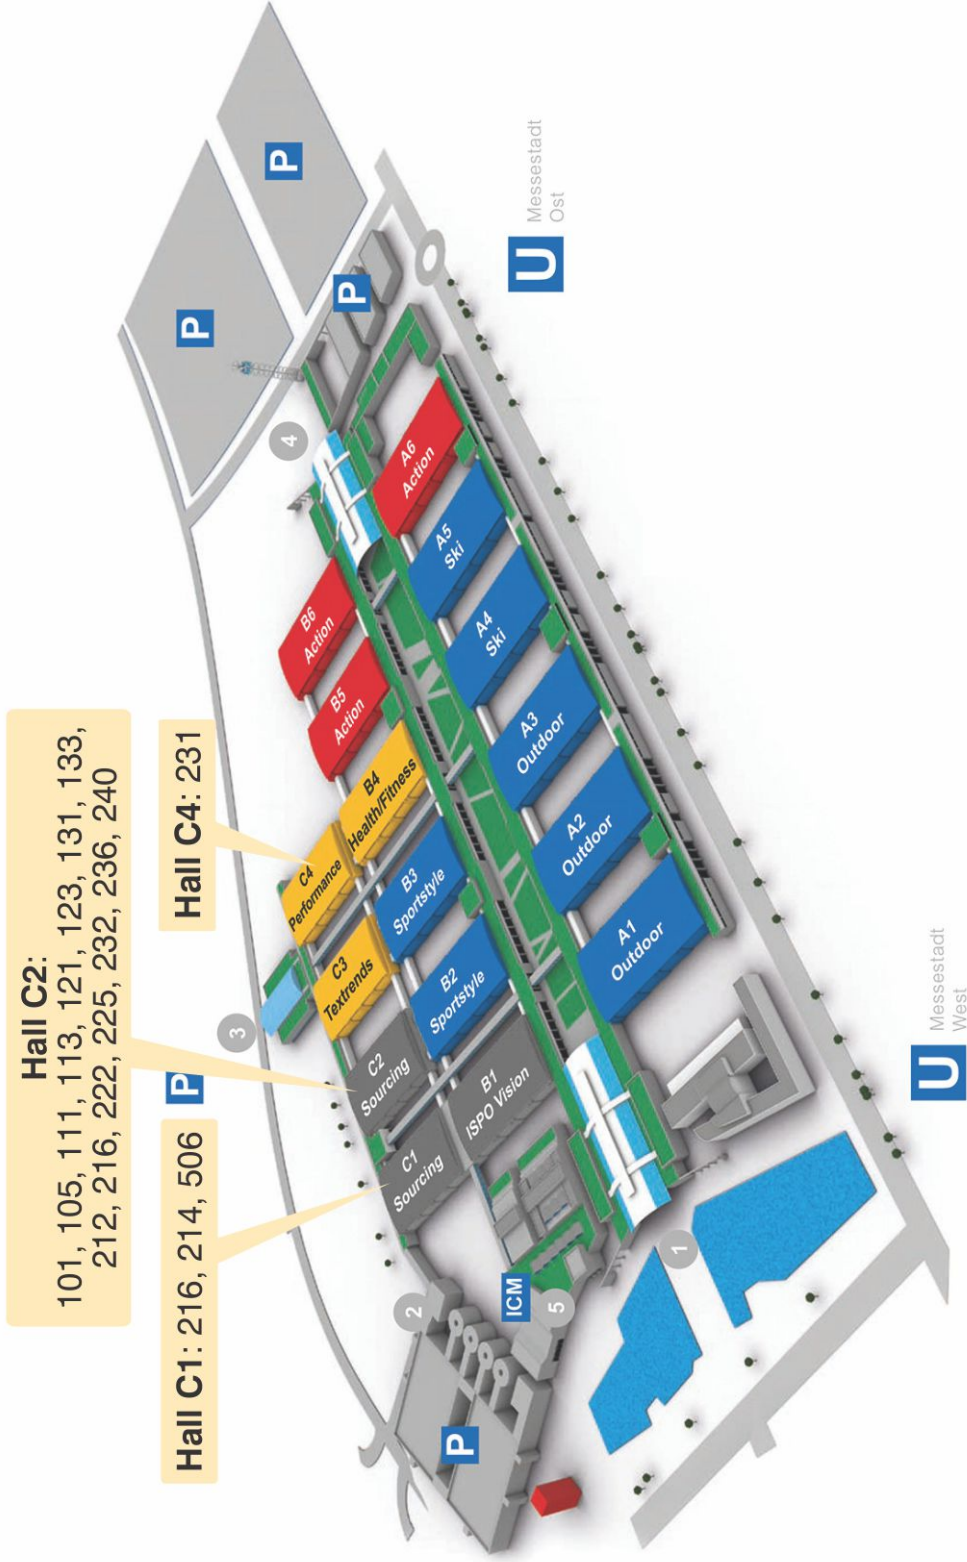 Hall C2:
101, 105, 111, 113, 121, 123, 131, 133,
212, 216, 222, 225, 232, 236, 240
Hall C1: 216, 214, 506
Hall C4: 231
P
P
P
P
P
1
2
3
4
5
ICM
C1
Sourcing
C2
Sourcing
C3
Textrends
C4
Performance
B1
ISPO Vision
B2
Sportstyle
B3
Sportstyle
B4
Health/Fitness
B5
Action
B6
Action
A1
Outdoor
A2
Outdoor
A3
Outdoor
A4
Ski
A5
Ski
A6
Action
U
Messestadt
West
U
Messestadt
Ost